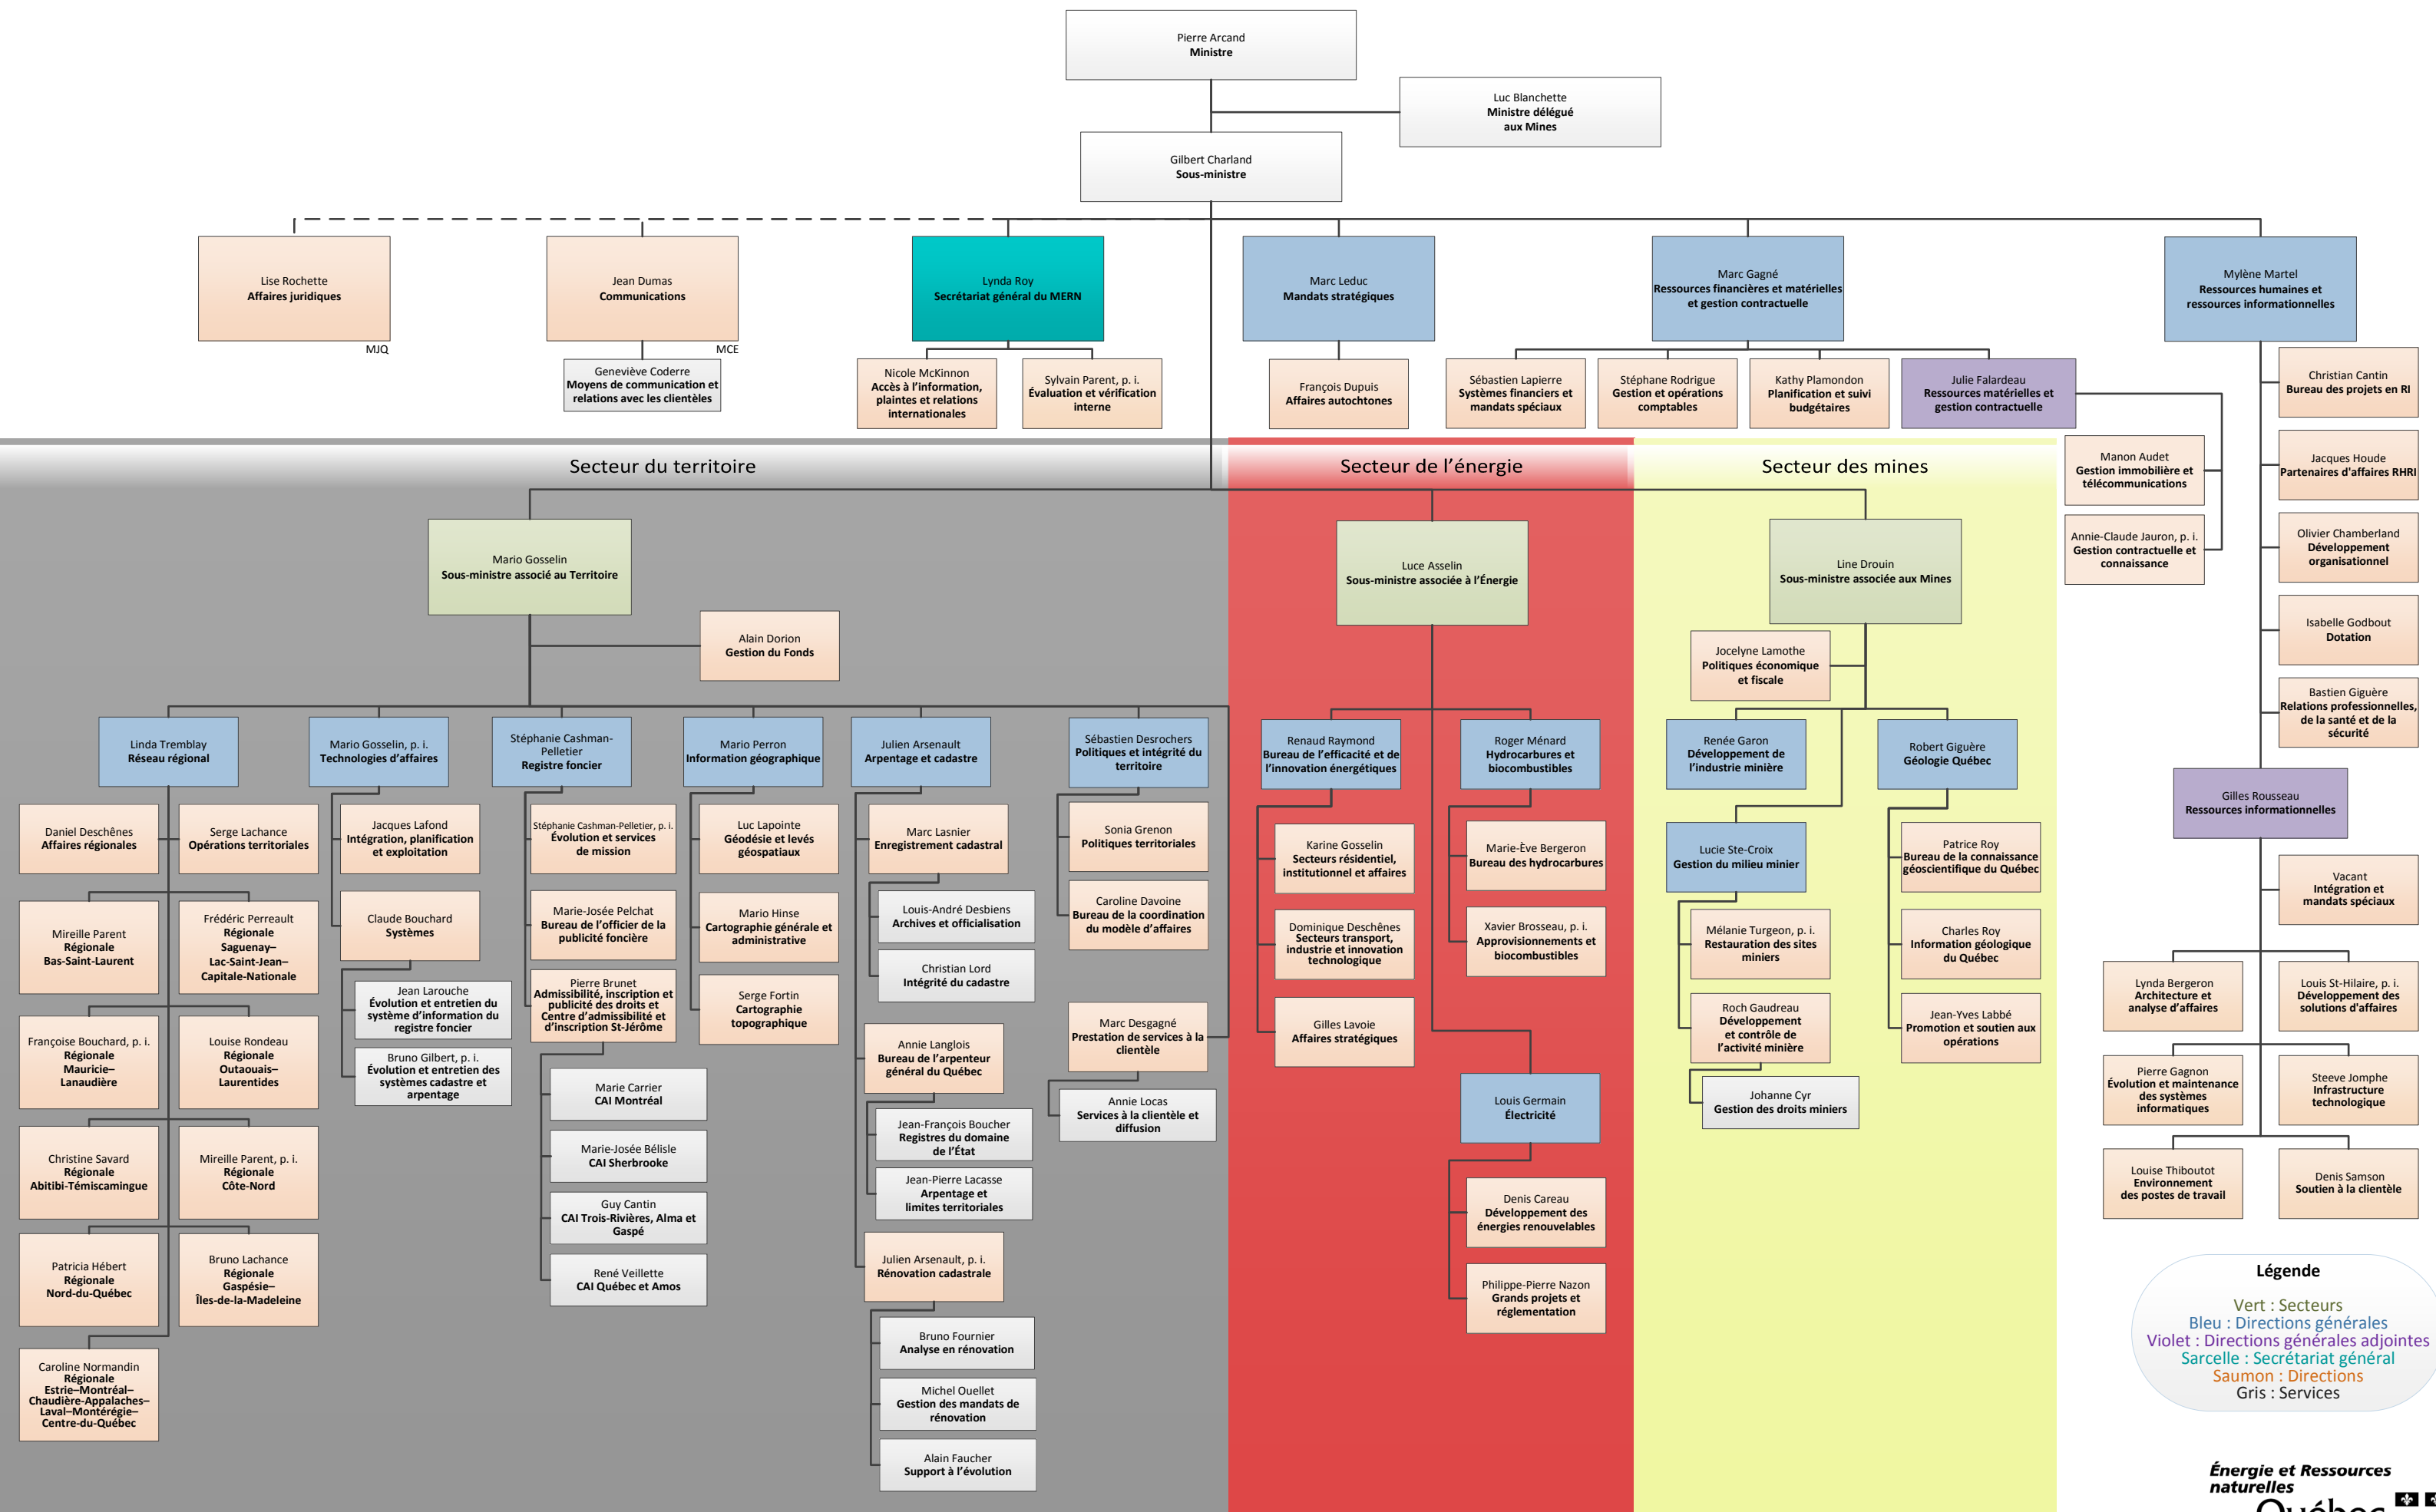 Pierre Arcand
Ministre
Luc Blanchette
Ministre délégué
aux Mines
Gilbert Charland
Sous-ministre
Lise Rochette
Affaires juridiques
MJQ
Jean Dumas
Communications
MCE
Geneviève Coderre
Moyens de communication et
relations avec les clientèles
Lynda Roy
Secrétariat général du MERN
Nicole McKinnon
Accès à l'information,
plaintes et relations
internationales
Sylvain Parent, p. i.
Évaluation et vérification
interne
Marc Leduc
Mandats stratégiques
François Dupuis
Affaires autochtones
Marc Gagné
Ressources financières et matérielles
et gestion contractuelle
Sébastien Lapierre
Systèmes financiers et
mandats spéciaux
Stéphane Rodrigue
Gestion et opérations
comptables
Kathy Plamondon
Planification et suivi
budgétaires
Julie Falardeau
Ressources matérielles et
gestion contractuelle
Manon Audet
Gestion immobilière et
télécommunications
Annie-Claude Jauron, p. i.
Gestion contractuelle et
connaissance
Mylène Martel
Ressources humaines et
ressources informationnelles
Christian Cantin
Bureau des projets en RI
Jacques Houde
Partenaires d'affaires RHRI
Olivier Chamberland
Développement
organisationnel
Isabelle Godbout
Dotation
Bastien Giguère
Relations professionnelles,
de la santé et de la
sécurité
Gilles Rousseau
Ressources informationnelles
Vacant
Intégration et
mandats spéciaux
Lynda Bergeron
Architecture et
analyse d'affaires
Louis St-Hilaire, p. i.
Développement des
solutions d'affaires
Pierre Gagnon
Évolution et maintenance
des systèmes
informatiques
Steeve Jomphe
Infrastructure
technologique
Louise Thiboutot
Environnement
des postes de travail
Denis Samson
Soutien à la clientèle
Secteur du territoire
Mario Gosselin
Sous-ministre associé au Territoire
Alain Dorion
Gestion du Fonds
Linda Tremblay
Réseau régional
Daniel Deschênes
Affaires régionales
Serge Lachance
Opérations territoriales
Mireille Parent
Régionale
Bas-Saint-Laurent
Frédéric Perreault
Régionale
Saguenay–
Lac-Saint-Jean–
Capitale-Nationale
Françoise Bouchard, p. i.
Régionale
Mauricie–
Lanaudière
Louise Rondeau
Régionale
Outaouais–
Laurentides
Christine Savard
Régionale
Abitibi-Témiscamingue
Mireille Parent, p. i.
Régionale
Côte-Nord
Patricia Hébert
Régionale
Nord-du-Québec
Bruno Lachance
Régionale
Gaspésie–
Îles-de-la-Madeleine
Caroline Normandin
Régionale
Estrie–Montréal–
Chaudière-Appalaches–
Laval–Montérégie–
Centre-du-Québec
Mario Gosselin, p. i.
Technologies d'affaires
Jacques Lafond
Intégration, planification
et exploitation
Claude Bouchard
Systèmes
Jean Larouche
Évolution et entretien du
système d'information du
registre foncier
Bruno Gilbert, p. i.
Évolution et entretien des
systèmes cadastre et
arpentage
Stéphanie Cashman-
Pelletier
Registre foncier
Stéphanie Cashman-Pelletier, p. i.
Évolution et services
de mission
Marie-Josée Pelchat
Bureau de l'officier de la
publicité foncière
Pierre Brunet
Admissibilité, inscription et
publicité des droits et
Centre d'admissibilité et
d'inscription St-Jérôme
Marie Carrier
CAI Montréal
Marie-Josée Bélisle
CAI Sherbrooke
Guy Cantin
CAI Trois-Rivières, Alma et
Gaspé
René Veillette
CAI Québec et Amos
Mario Perron
Information géographique
Luc Lapointe
Géodésie et levés
géospatiaux
Mario Hinse
Cartographie générale et
administrative
Serge Fortin
Cartographie
topographique
Julien Arsenault
Arpentage et cadastre
Marc Lasnier
Enregistrement cadastral
Louis-André Desbiens
Archives et officialisation
Christian Lord
Intégrité du cadastre
Annie Langlois
Bureau de l'arpenteur
général du Québec
Jean-François Boucher
Registres du domaine
de l'État
Jean-Pierre Lacasse
Arpentage et
limites territoriales
Julien Arsenault, p. i.
Rénovation cadastrale
Bruno Fournier
Analyse en rénovation
Michel Ouellet
Gestion des mandats de
rénovation
Alain Faucher
Support à l'évolution
Sébastien Desrochers
Politiques et intégrité du
territoire
Sonia Grenon
Politiques territoriales
Caroline Davoine
Bureau de la coordination
du modèle d'affaires
Marc Desgagné
Prestation de services à la
clientèle
Annie Locas
Services à la clientèle et
diffusion
Secteur de l'énergie
Luce Asselin
Sous-ministre associée à l'Énergie
Renaud Raymond
Bureau de l'efficacité et de
l'innovation énergétiques
Karine Gosselin
Secteurs résidentiel,
institutionnel et affaires
Dominique Deschênes
Secteurs transport,
industrie et innovation
technologique
Gilles Lavoie
Affaires stratégiques
Roger Ménard
Hydrocarbures et
biocombustibles
Marie-Ève Bergeron
Bureau des hydrocarbures
Xavier Brosseau, p. i.
Approvisionnements et
biocombustibles
Louis Germain
Électricité
Denis Careau
Développement des
énergies renouvelables
Philippe-Pierre Nazon
Grands projets et
réglementation
Secteur des mines
Line Drouin
Sous-ministre associée aux Mines
Jocelyne Lamothe
Politiques économique
et fiscale
Renée Garon
Développement de
l'industrie minière
Lucie Ste-Croix
Gestion du milieu minier
Mélanie Turgeon, p. i.
Restauration des sites
miniers
Roch Gaudreau
Développement
et contrôle de
l'activité minière
Johanne Cyr
Gestion des droits miniers
Robert Giguère
Géologie Québec
Patrice Roy
Bureau de la connaissance
géoscientifique du Québec
Charles Roy
Information géologique
du Québec
Jean-Yves Labbé
Promotion et soutien aux
opérations
Légende
Vert : Secteurs
Bleu : Directions générales
Violet : Directions générales adjointes
Sarcelle : Secrétariat général
Saumon : Directions
Gris : Services
Énergie et Ressources
naturelles
Québec